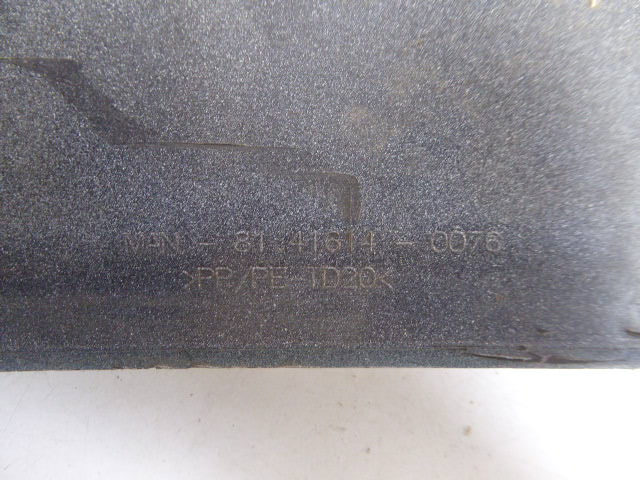 MAN - 81 41614 - 0076
>PP/PE-TD20<